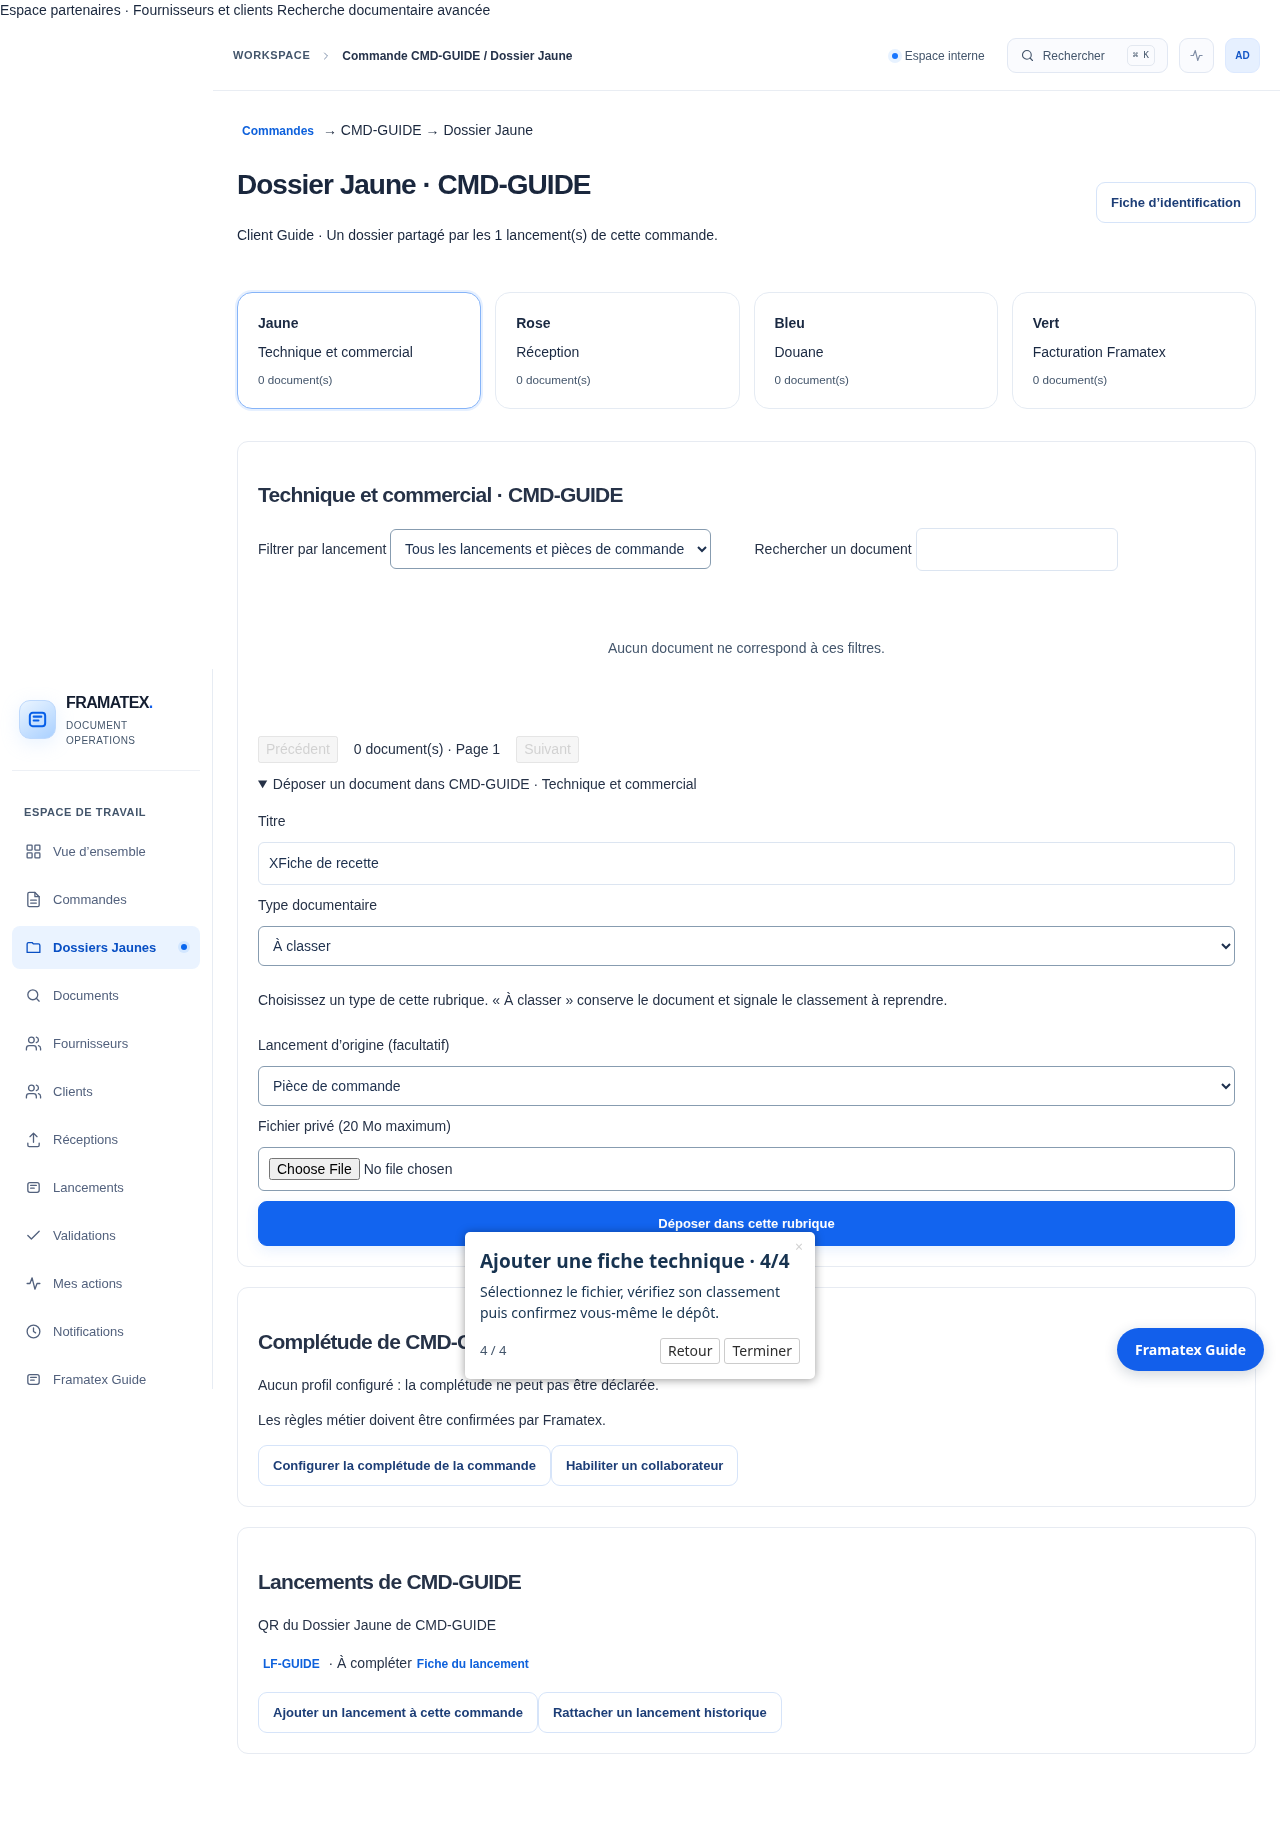 Espace partenaires · Fournisseurs et clients Recherche documentaire avancée
WORKSPACE
Commande CMD-GUIDE / Dossier Jaune
Espace interne
Rechercher
⌘ K
AD
Commandes → CMD-GUIDE → Dossier Jaune
Dossier Jaune · CMD-GUIDE
Fiche d’identification
Client Guide · Un dossier partagé par les 1 lancement(s) de cette commande.
Jaune
Technique et commercial
0 document(s)
Rose
Réception
0 document(s)
Bleu
Douane
0 document(s)
Vert
Facturation Framatex
0 document(s)
Technique et commercial · CMD-GUIDE
Filtrer par lancement
Tous les lancements et pièces de commande
Rechercher un document
Aucun document ne correspond à ces filtres.
Précédent
0 document(s) · Page 1
Suivant
▼ Déposer un document dans CMD-GUIDE · Technique et commercial
Titre
XFiche de recette
Type documentaire
À classer
Choisissez un type de cette rubrique. « À classer » conserve le document et signale le classement à reprendre.
Lancement d’origine (facultatif)
Pièce de commande
Fichier privé (20 Mo maximum)
Choose File No file chosen
Déposer dans cette rubrique
FRAMATEX.
DOCUMENT
OPERATIONS
ESPACE DE TRAVAIL
Vue d’ensemble
Commandes
Dossiers Jaunes
Documents
Fournisseurs
Clients
Réceptions
Lancements
Validations
Mes actions
Notifications
Framatex Guide
×
Ajouter une fiche technique · 4/4
Sélectionnez le fichier, vérifiez son classement
puis confirmez vous-même le dépôt.
4 / 4
Retour
Terminer
Framatex Guide
Complétude de CMD-G
Aucun profil configuré : la complétude ne peut pas être déclarée.
Les règles métier doivent être confirmées par Framatex.
Configurer la complétude de la commande
Habiliter un collaborateur
Lancements de CMD-GUIDE
QR du Dossier Jaune de CMD-GUIDE
LF-GUIDE · À compléter Fiche du lancement
Ajouter un lancement à cette commande
Rattacher un lancement historique